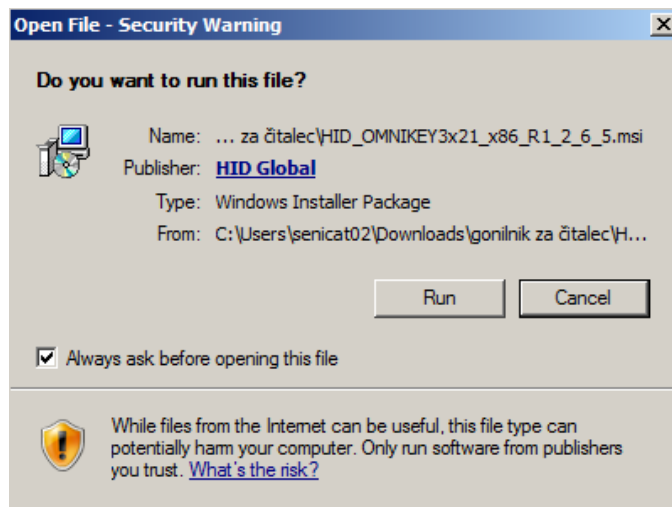 Open File - Security Warning
Do you want to run this file?
Name: ... za čitalec\HID_OMNIKEY3x21_x86_R1_2_6_5.msi
Publisher: HID Global
Type: Windows Installer Package
From: C:\Users\senicat02\Downloads\gonilnik za čitalec\H...
Run Cancel
Always ask before opening this file
While files from the Internet can be useful, this file type can
potentially harm your computer. Only run software from publishers
you trust. What's the risk?